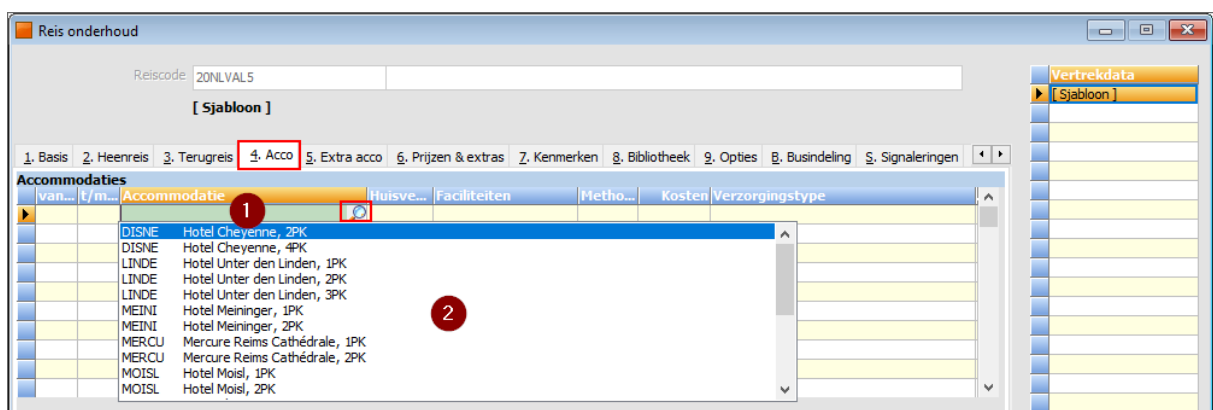 Reis onderhoud
Reiscode 20NLVAL5
[ Sjabloon ]
1. Basis 2. Heenreis 3. Terugreis 4. Acco 5. Extra acco 6. Prijzen & extras 7. Kenmerken 8. Bibliotheek 9. Opties B. Busindeling S. Signaleringen
Accommodaties
van... t/m... Accommodatie Huisve... Faciliteiten Metho... Kosten Verzorgingstype
1
DISNE Hotel Cheyenne, 2PK
DISNE Hotel Cheyenne, 4PK
LINDE Hotel Unter den Linden, 1PK
LINDE Hotel Unter den Linden, 2PK
LINDE Hotel Unter den Linden, 3PK
MEINI Hotel Meininger, 1PK
MEINI Hotel Meininger, 2PK
MERCU Mercure Reims Cathédrale, 1PK
MERCU Mercure Reims Cathédrale, 2PK
MOISL Hotel Moisl, 1PK
MOISL Hotel Moisl, 2PK
2
Vertrekdata
[ Sjabloon ]